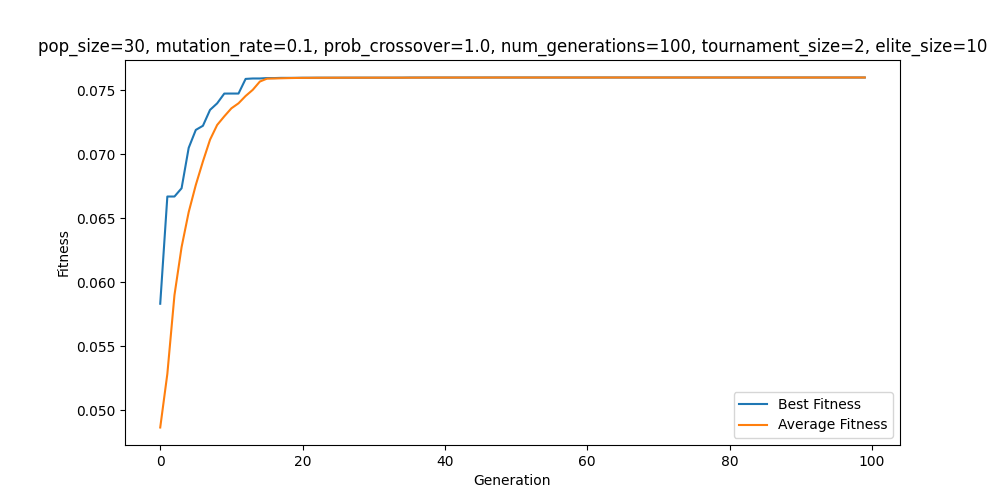 pop_size=30, mutation_rate=0.1, prob_crossover=1.0, num_generations=100, tournament_size=2, elite_size=10
0.075
0.070
0.065
0.060
0.055
0.050
Fitness
Best Fitness
Average Fitness
0 20 40 60 80 100
Generation